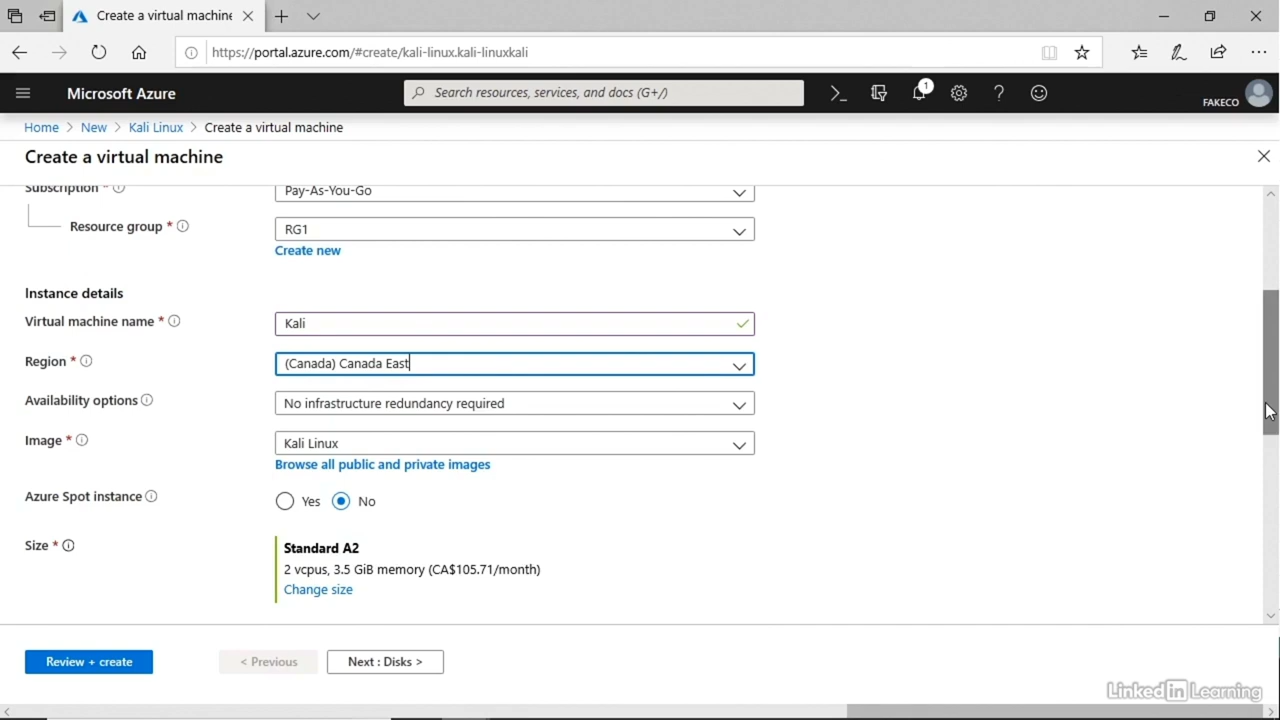 Create a virtual machine
https://portal.azure.com/#create/kali-linux.kali-linuxkali
Microsoft Azure
Search resources, services, and docs (G+/)
1
FAKECO
Home > New > Kali Linux > Create a virtual machine
Create a virtual machine
Subscription *
Pay-As-You-Go
Resource group *
RG1
Create new
Instance details
Virtual machine name *
Kali
Region *
(Canada) Canada East
Availability options
No infrastructure redundancy required
Image *
Kali Linux
Browse all public and private images
Azure Spot instance
Yes No
Size *
Standard A2
2 vcpus, 3.5 GiB memory (CA$105.71/month)
Change size
Review + create
< Previous
Next : Disks >
Linked in Learning